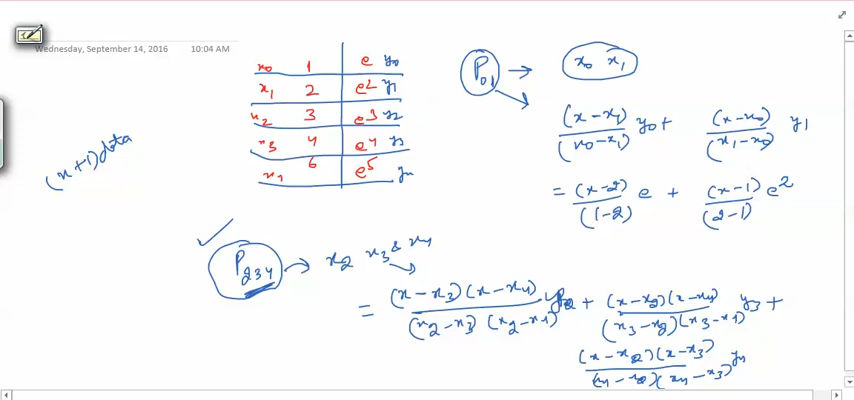 Wednesday, September 14, 2016 10:04 AM
x₀ 1 e y₀
x₁ 2 e² y₁
x₂ 3 e³ y₂
x₃ 4 e⁴ y₃
x₄ 6 e⁵ y₄
(n+1) data
P₀₁ → x₀ x₁
(x-x₁)/(x₀-x₁) y₀ + (x-x₀)/(x₁-x₀) y₁
= (x-2)/(1-2) e + (x-1)/(2-1) e²
P₂₃₄ → x₂ x₃ & x₄
= (x-x₃)(x-x₄)/(x₂-x₃)(x₂-x₄) y₂ + (x-x₂)(x-x₄)/(x₃-x₂)(x₃-x₄) y₃ +
(x-x₂)(x-x₃)/(x₄-x₂)(x₄-x₃) y₄